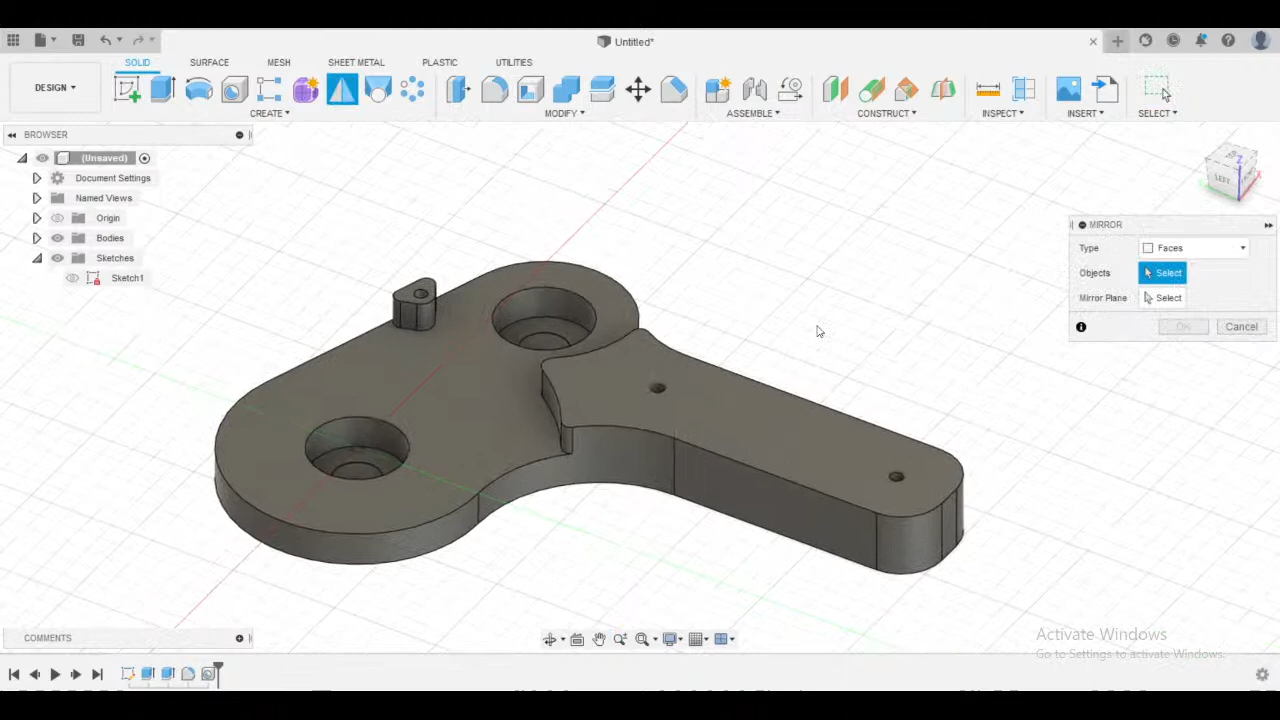 Untitled*
SOLID SURFACE MESH SHEET METAL PLASTIC UTILITIES
DESIGN
CREATE MODIFY ASSEMBLE CONSTRUCT INSPECT INSERT SELECT
BROWSER
(Unsaved)
Document Settings
Named Views
Origin
Bodies
Sketches
Sketch1
LEFT
Z
MIRROR
Type Faces
Objects Select
Mirror Plane Select
OK Cancel
COMMENTS
Activate Windows
Go to Settings to activate Windows.